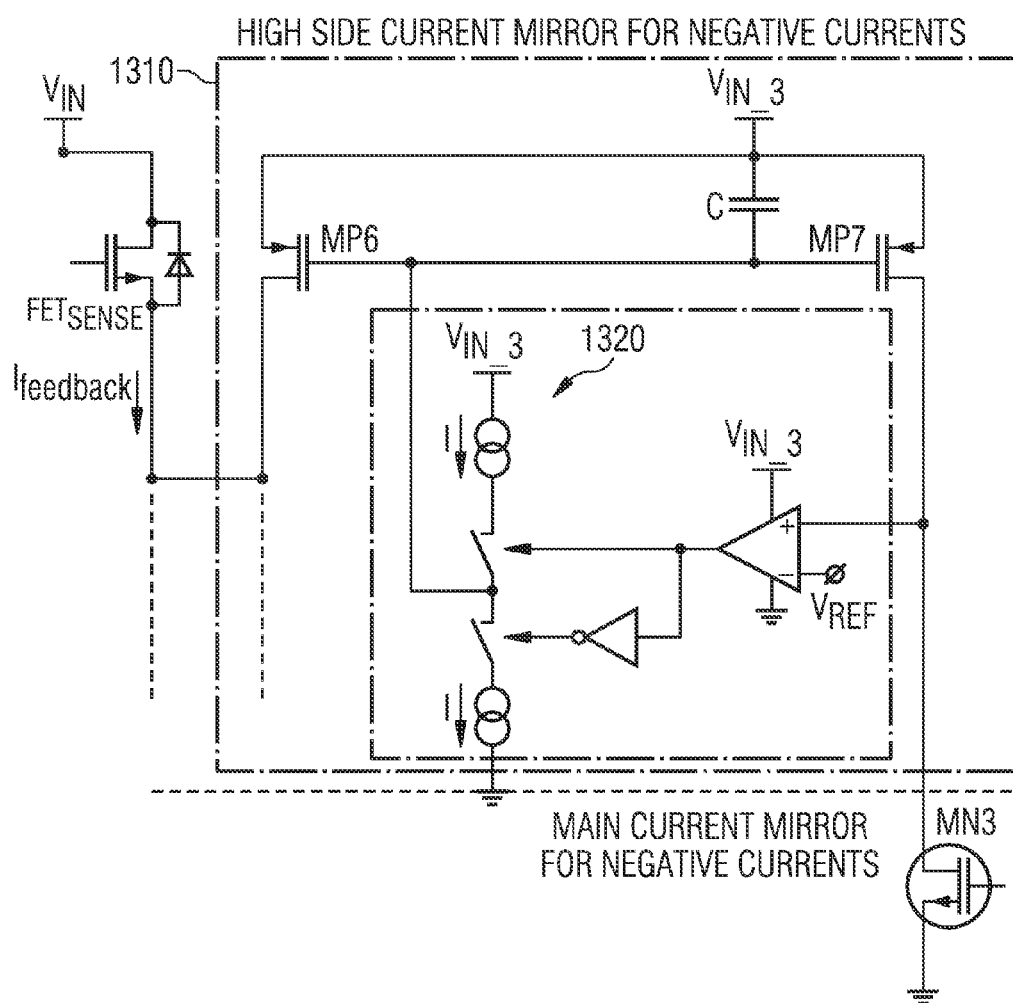 HIGH SIDE CURRENT MIRROR FOR NEGATIVE CURRENTS
1310
VIN
VIN_3
C
MP6
MP7
FETSENSE
VIN_3
1320
Ifeedback
I
VIN_3
+
−
VREF
I
MAIN CURRENT MIRROR
FOR NEGATIVE CURRENTS
MN3